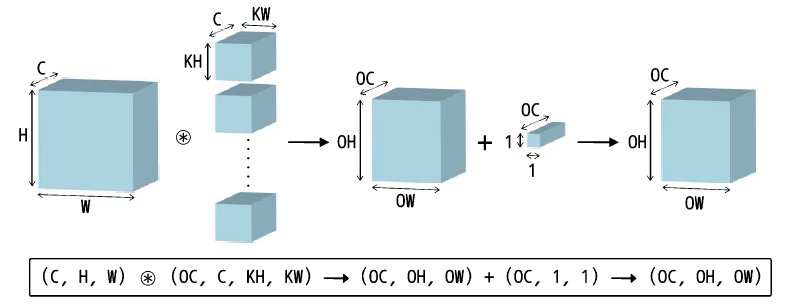 C KW
KH
C
H
W
⊛
OC
OH
OW
+
OC
1
1
OC
OH
OW
(C, H, W) ⊛ (OC, C, KH, KW) → (OC, OH, OW) + (OC, 1, 1) → (OC, OH, OW)